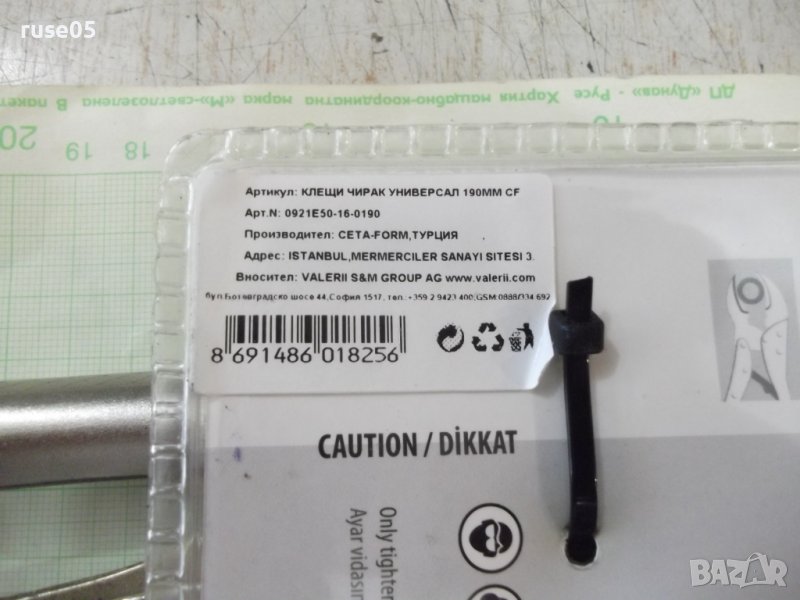 ruse05
ДП «Дунав» - Русе Хартия мащабно-координатна марка «М»-светлозелена В пакет
20 19 18
Артикул: КЛЕЩИ ЧИРАК УНИВЕРСАЛ 190ММ CF
Арт.N: 0921E50-16-0190
Производител: CETA-FORM,ТУРЦИЯ
Адрес: ISTANBUL,MERMERCILER SANAYI SITESI 3.
Вносител: VALERII S&M GROUP AG www.valerii.com
бул.Ботевградско шосе 44,София 1517, тел. +359 2 9423 400,GSM:0888/334 692
8 691486 018256
CAUTION / DİKKAT
Only tighten
Ayar vidasın
BAZAR